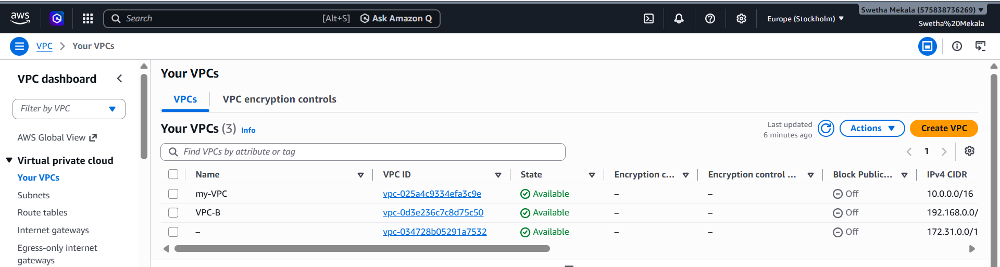 aws
Search [Alt+S] Ask Amazon Q
Europe (Stockholm)
Swetha Mekala (575838736269)
Swetha%20Mekala
VPC > Your VPCs
VPC dashboard
Filter by VPC
AWS Global View
Virtual private cloud
Your VPCs
Subnets
Route tables
Internet gateways
Egress-only internet
gateways
Your VPCs
VPCs VPC encryption controls
Your VPCs (3) Info
Last updated
6 minutes ago
Actions
Create VPC
Find VPCs by attribute or tag
1
Name VPC ID State Encryption c... Encryption control ... Block Public... IPv4 CIDR
my-VPC vpc-025a4c9334efa3c9e Available – – Off 10.0.0.0/16
VPC-B vpc-0d3e236c7c8d75c50 Available – – Off 192.168.0.0/
– vpc-034728b05291a7532 Available – – Off 172.31.0.0/1